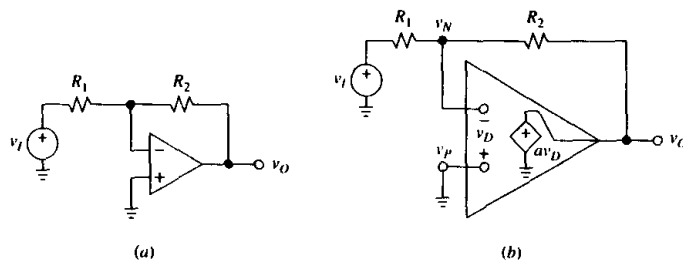 R1
R2
vI
+
−
+
vO
(a)
R1
vN
R2
vI
+
−
vD
vP
+
+
avD
vO
(b)